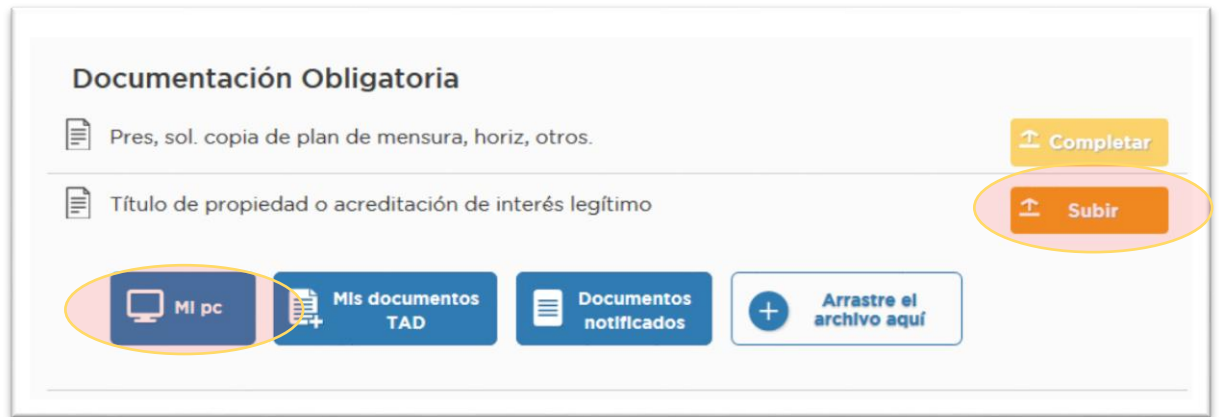 Documentación Obligatoria
Pres, sol. copia de plan de mensura, horiz, otros.
Completar
Título de propiedad o acreditación de interés legítimo
Subir
Mi pc
Mis documentos
TAD
Documentos
notificados
Arrastre el
archivo aquí